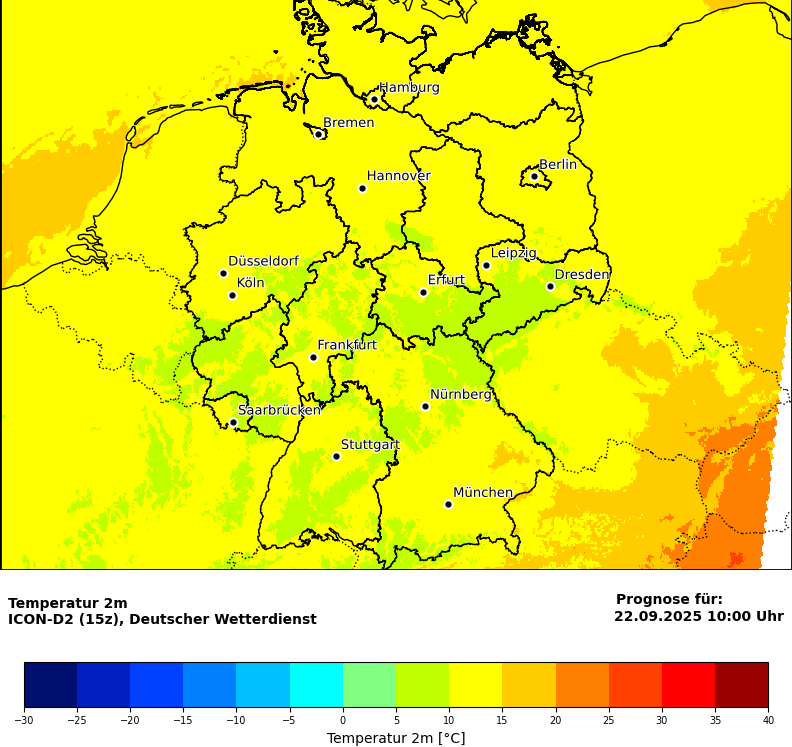 Hamburg
Bremen
Berlin
Hannover
Leipzig
Düsseldorf
Dresden
Köln
Erfurt
Frankfurt
Nürnberg
Saarbrücken
Stuttgart
München
Temperatur 2m
ICON-D2 (15z), Deutscher Wetterdienst
Prognose für:
22.09.2025 10:00 Uhr
−30 −25 −20 −15 −10 −5 0 5 10 15 20 25 30 35 40
Temperatur 2m [°C]